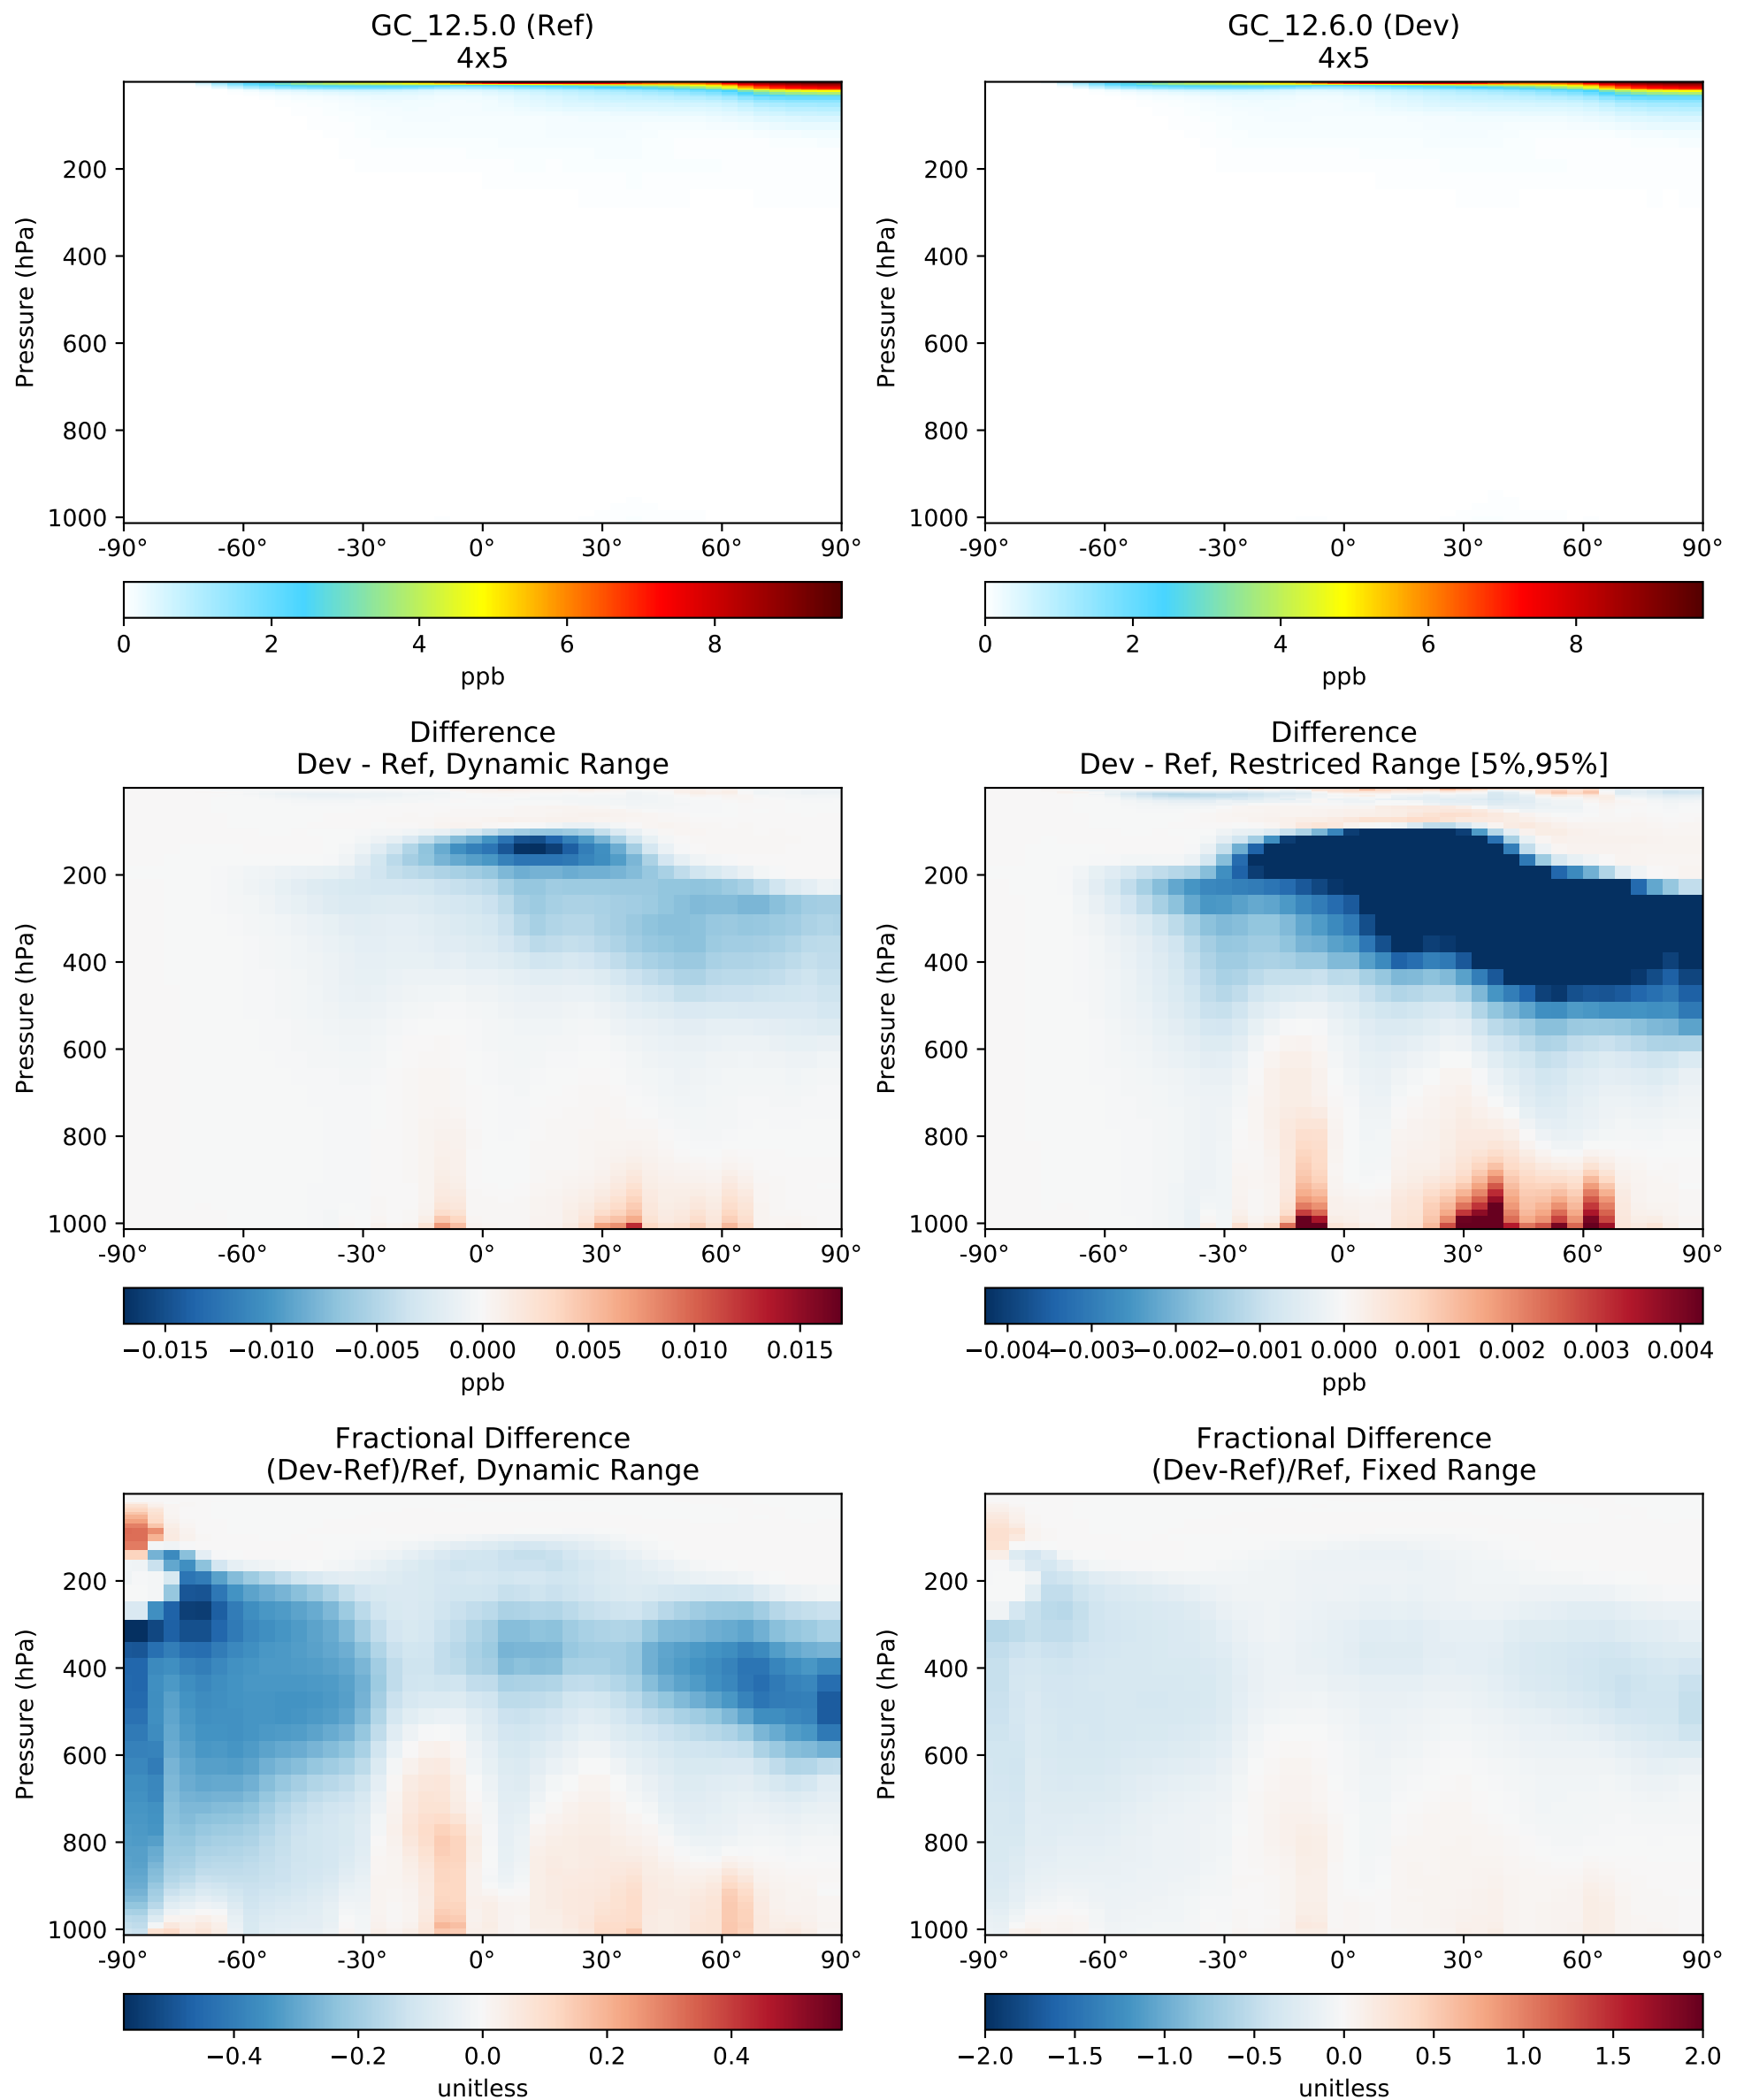 GC_12.5.0 (Ref)
4x5
Pressure (hPa)
200
400
600
800
1000
-90° -60° -30° 0° 30° 60° 90°
0 2 4 6 8
ppb
GC_12.6.0 (Dev)
4x5
Pressure (hPa)
200
400
600
800
1000
-90° -60° -30° 0° 30° 60° 90°
0 2 4 6 8
ppb
Difference
Dev - Ref, Dynamic Range
Pressure (hPa)
200
400
600
800
1000
-90° -60° -30° 0° 30° 60° 90°
−0.015 −0.010 −0.005 0.000 0.005 0.010 0.015
ppb
Difference
Dev - Ref, Restriced Range [5%,95%]
Pressure (hPa)
200
400
600
800
1000
-90° -60° -30° 0° 30° 60° 90°
−0.004 −0.003 −0.002 −0.001 0.000 0.001 0.002 0.003 0.004
ppb
Fractional Difference
(Dev-Ref)/Ref, Dynamic Range
Pressure (hPa)
200
400
600
800
1000
-90° -60° -30° 0° 30° 60° 90°
−0.4 −0.2 0.0 0.2 0.4
unitless
Fractional Difference
(Dev-Ref)/Ref, Fixed Range
Pressure (hPa)
200
400
600
800
1000
-90° -60° -30° 0° 30° 60° 90°
−2.0 −1.5 −1.0 −0.5 0.0 0.5 1.0 1.5 2.0
unitless